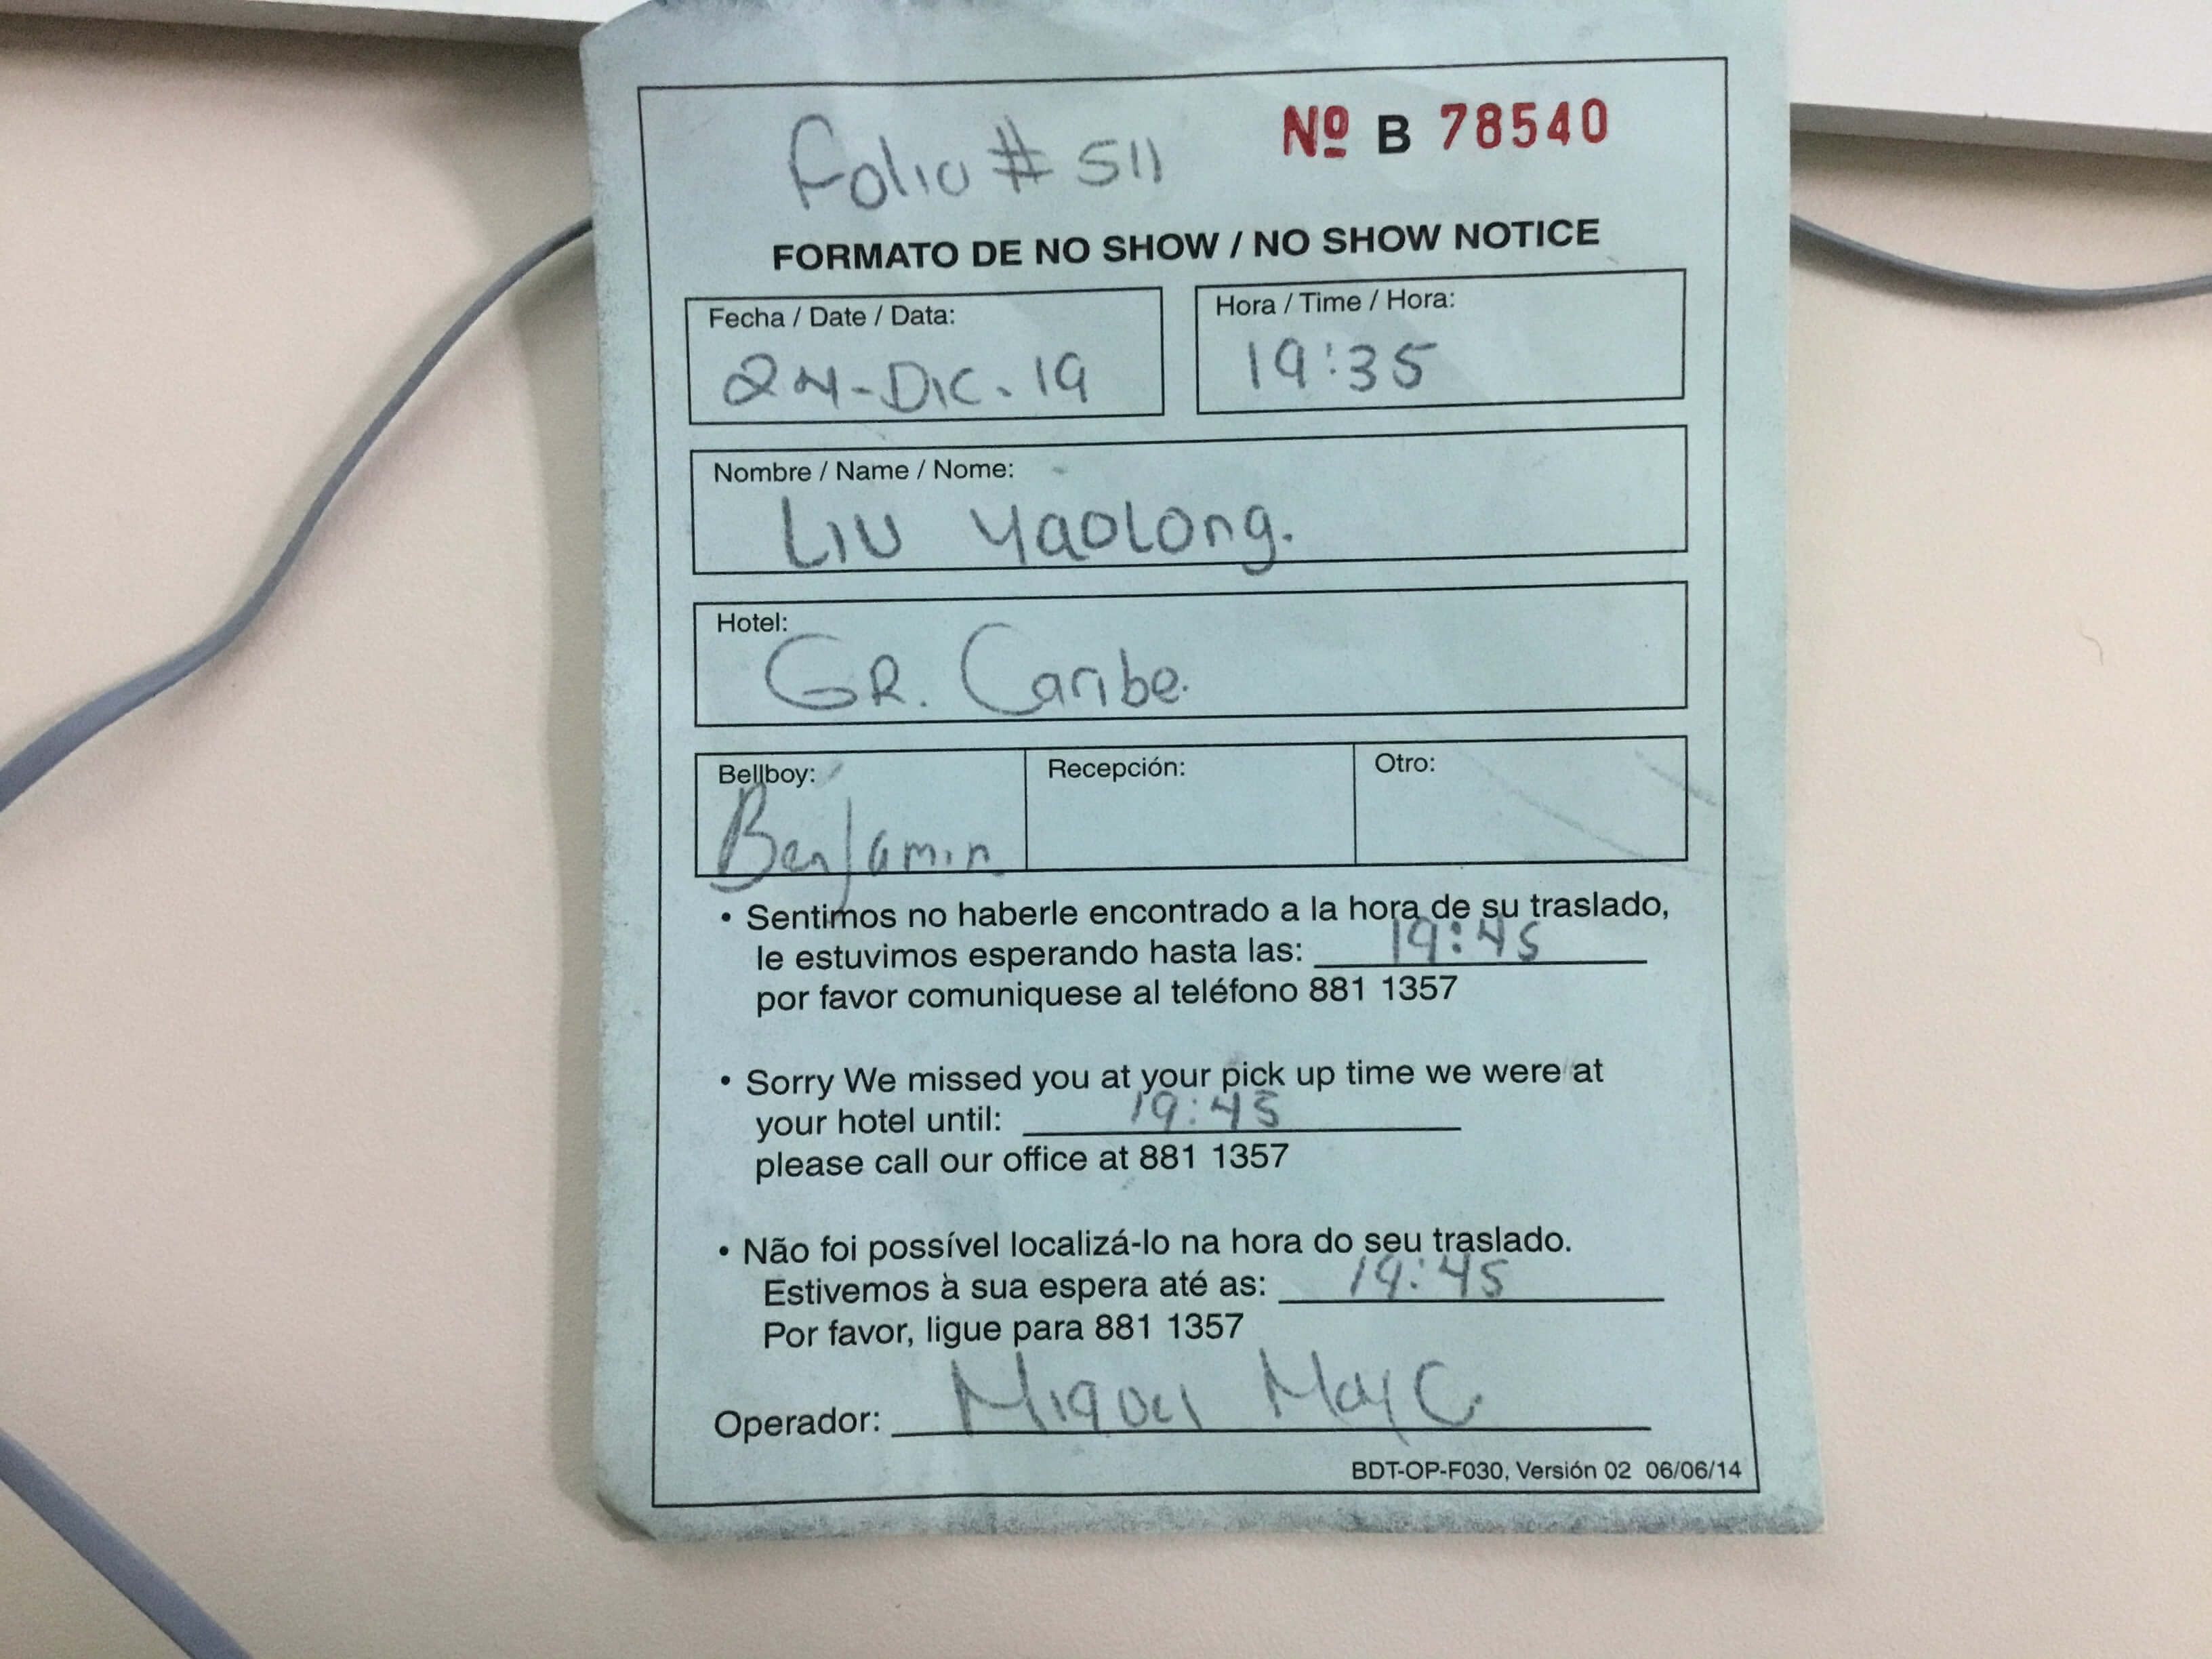 Folio # 511
Nº B 78540
FORMATO DE NO SHOW / NO SHOW NOTICE
Fecha / Date / Data:
24-DIC-19
Hora / Time / Hora:
19:35
Nombre / Name / Nome:
LIU YaoLong.
Hotel:
GR. Caribe.
Bellboy:
Benjamin
Recepción:
Otro:
• Sentimos no haberle encontrado a la hora de su traslado,
le estuvimos esperando hasta las: 19:45
por favor comuniquese al teléfono 881 1357
• Sorry We missed you at your pick up time we were at
your hotel until: 19:45
please call our office at 881 1357
• Não foi possível localizá-lo na hora do seu traslado.
Estivemos à sua espera até as: 19:45
Por favor, ligue para 881 1357
Operador: Miguel May C.
BDT-OP-F030, Versión 02 06/06/14